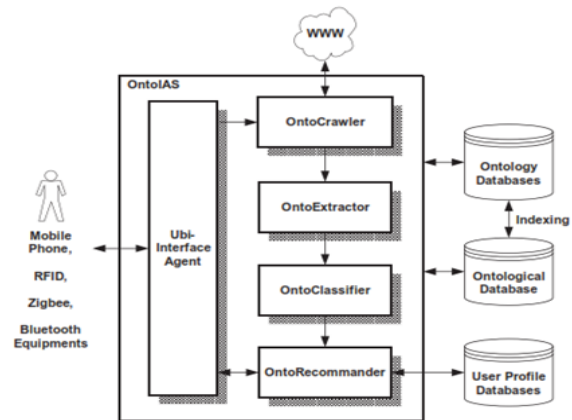 WWW
OntoIAS
OntoCrawler
OntoExtractor
OntoClassifier
OntoRecommander
Ubi-
Interface
Agent
Mobile
Phone,
RFID,
Zigbee,
Bluetooth
Equipments
Ontology
Databases
Indexing
Ontological
Database
User Profile
Databases